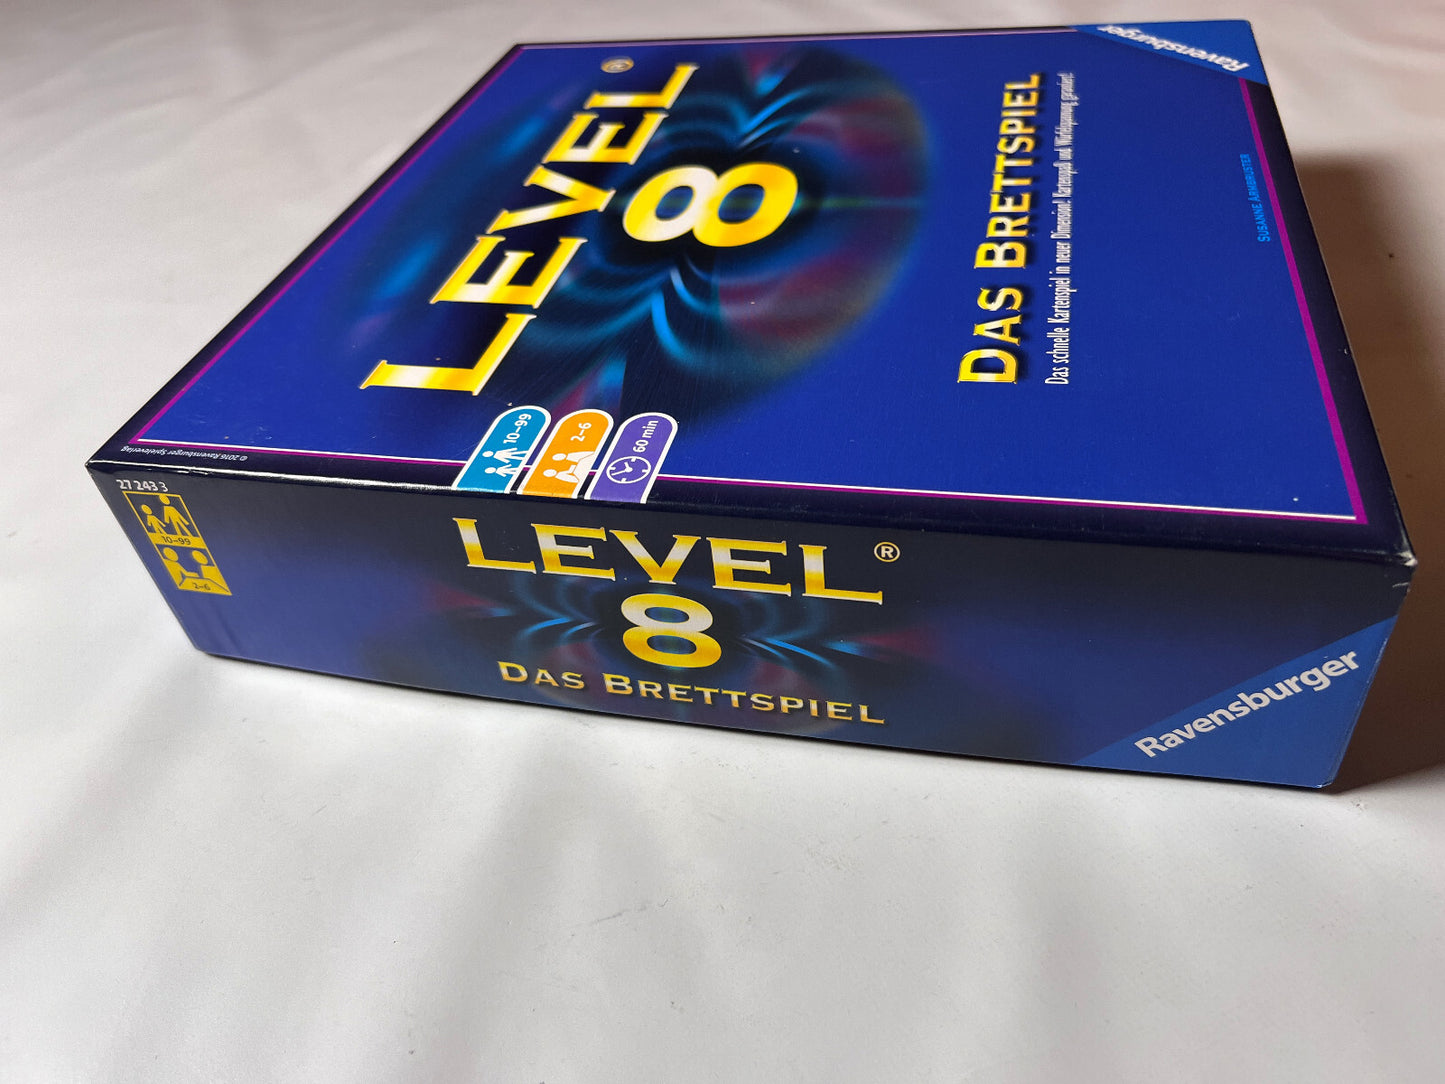 LEVEL®
8
DAS BRETTSPIEL
Das schnelle Kartenspiel in neuer Dimension! Kartenspaß und Würfelspannung garantiert!
Ravensburger
SUSANNE ARMBRUSTER
10–99
2–6
60 min
© 2016 Ravensburger Spieleverlag
27 243 3
10–99
2–6
LEVEL®
8
DAS BRETTSPIEL
Ravensburger